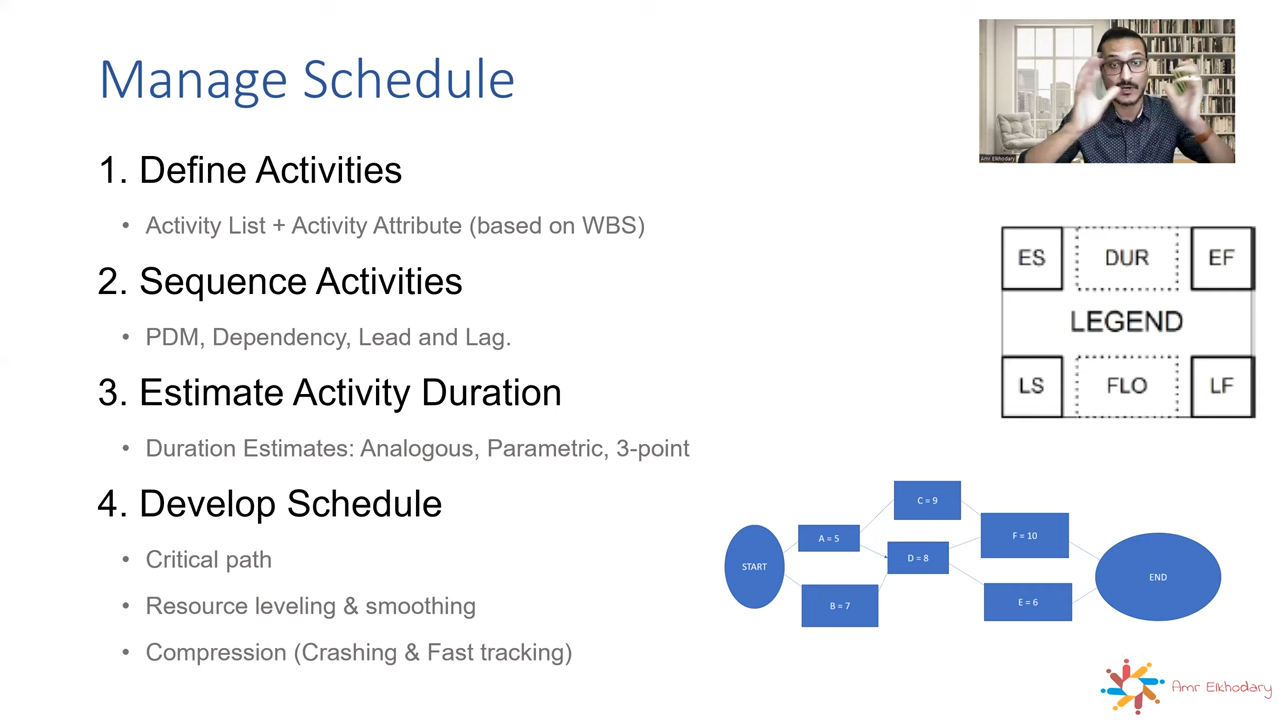 Manage Schedule
1. Define Activities
• Activity List + Activity Attribute (based on WBS)
2. Sequence Activities
• PDM, Dependency, Lead and Lag.
3. Estimate Activity Duration
• Duration Estimates: Analogous, Parametric, 3-point
4. Develop Schedule
• Critical path
• Resource leveling & smoothing
• Compression (Crashing & Fast tracking)
Amr Elkhodary
ES DUR EF
LEGEND
LS FLO LF
START
A = 5
B = 7
C = 9
D = 8
F = 10
E = 6
END
Amr Elkhodary